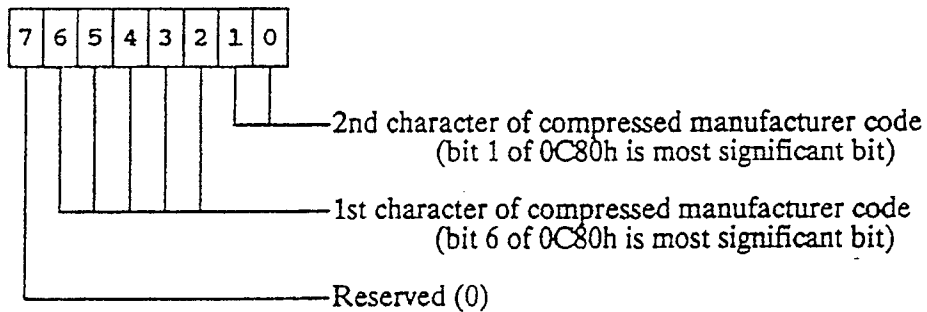 7 6 5 4 3 2 1 0
2nd character of compressed manufacturer code
(bit 1 of 0C80h is most significant bit)
1st character of compressed manufacturer code
(bit 6 of 0C80h is most significant bit)
Reserved (0)